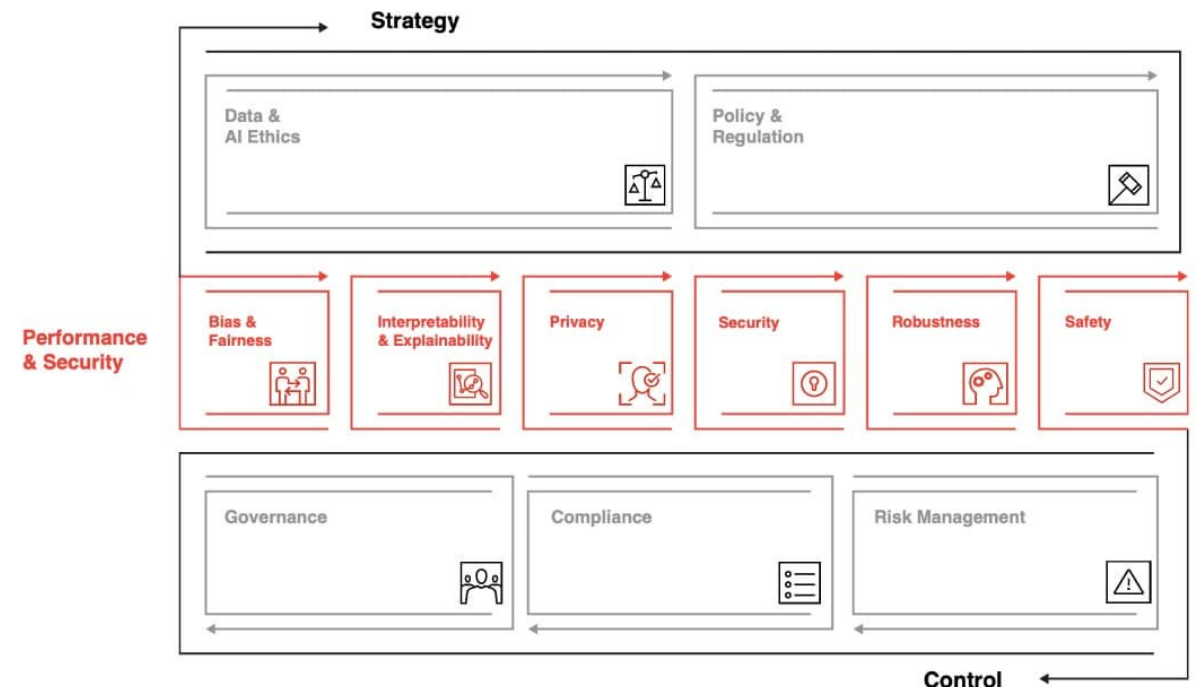 Strategy
Data &
AI Ethics
Policy &
Regulation
Performance
& Security
Bias &
Fairness
Interpretability
& Explainability
Privacy
Security
Robustness
Safety
Governance
Compliance
Risk Management
Control